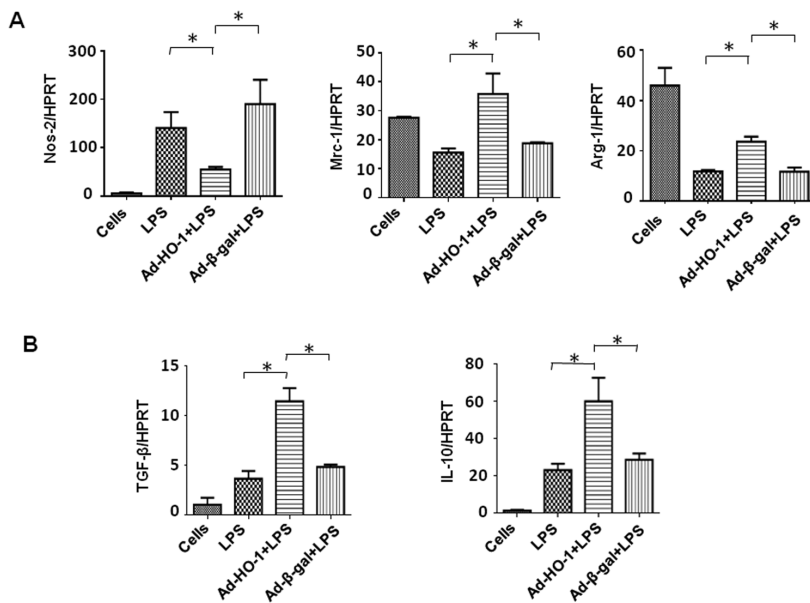 A
Nos-2/HPRT
300
200
100
0
*
*
Cells
LPS
Ad-HO-1+LPS
Ad-β-gal+LPS
Mrc-1/HPRT
50
40
30
20
10
0
*
*
Cells
LPS
Ad-HO-1+LPS
Ad-β-gal+LPS
Arg-1/HPRT
60
40
20
0
*
*
Cells
LPS
Ad-HO-1+LPS
Ad-β-gal+LPS
B
TGF-β/HPRT
15
10
5
0
*
*
Cells
LPS
Ad-HO-1+LPS
Ad-β-gal+LPS
IL-10/HPRT
80
60
40
20
0
*
*
Cells
LPS
Ad-HO-1+LPS
Ad-β-gal+LPS